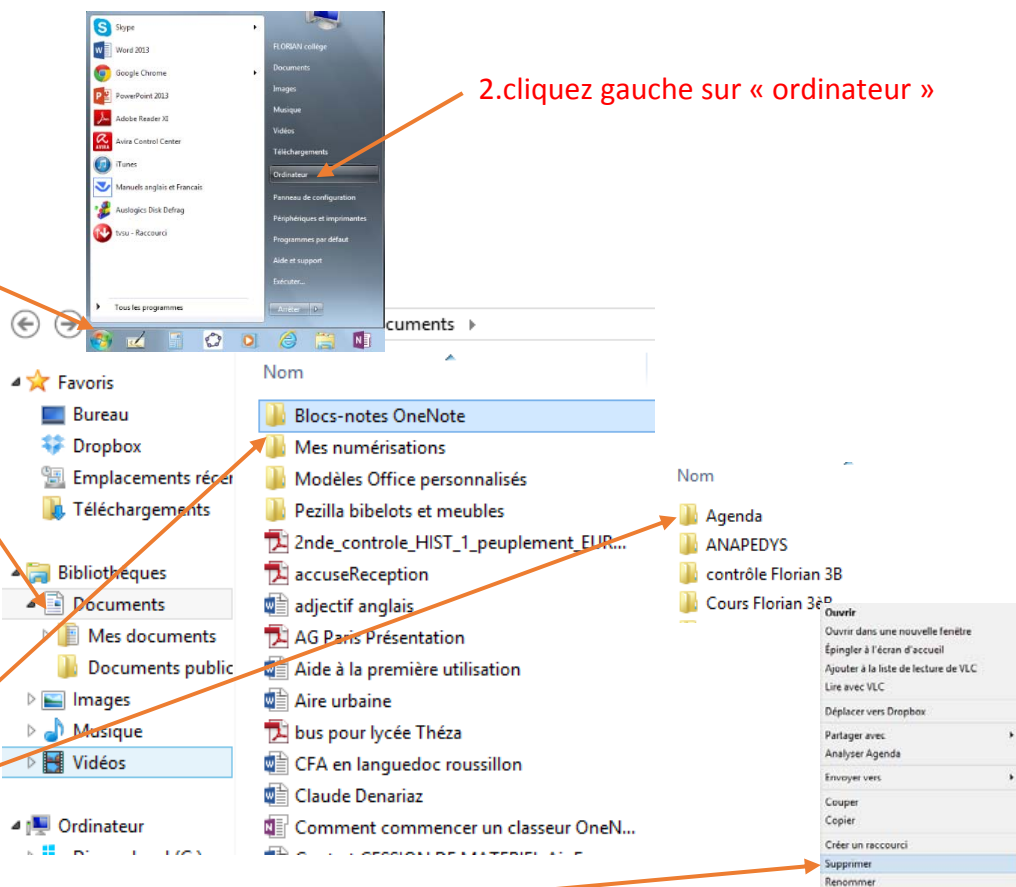 Skype
Word 2013
Google Chrome
PowerPoint 2013
Adobe Reader XI
Avira Control Center
iTunes
Manuels anglais et Francais
Auslogics Disk Defrag
tvsu - Raccourci
Tous les programmes
FLORIAN collège
Documents
Images
Musique
Vidéos
Téléchargements
Ordinateur
Panneau de configuration
Périphériques et imprimantes
Programmes par défaut
Aide et support
Exécuter...
Arrêter
2.cliquez gauche sur « ordinateur »
cuments
Favoris
Bureau
Dropbox
Emplacements récer
Téléchargements
Bibliothèques
Documents
Mes documents
Documents public
Images
Musique
Vidéos
Ordinateur
Nom
Blocs-notes OneNote
Mes numérisations
Modèles Office personnalisés
Pezilla bibelots et meubles
2nde_controle_HIST_1_peuplement_EUR...
accuseReception
adjectif anglais
AG Paris Présentation
Aide à la première utilisation
Aire urbaine
bus pour lycée Théza
CFA en languedoc roussillon
Claude Denariaz
Comment commencer un classeur OneN...
Nom
Agenda
ANAPEDYS
contrôle Florian 3B
Cours Florian 3èB
Ouvrir
Ouvrir dans une nouvelle fenêtre
Épingler à l'écran d'accueil
Ajouter à la liste de lecture de VLC
Lire avec VLC
Déplacer vers Dropbox
Partager avec
Analyser Agenda
Envoyer vers
Couper
Copier
Créer un raccourci
Supprimer
Renommer